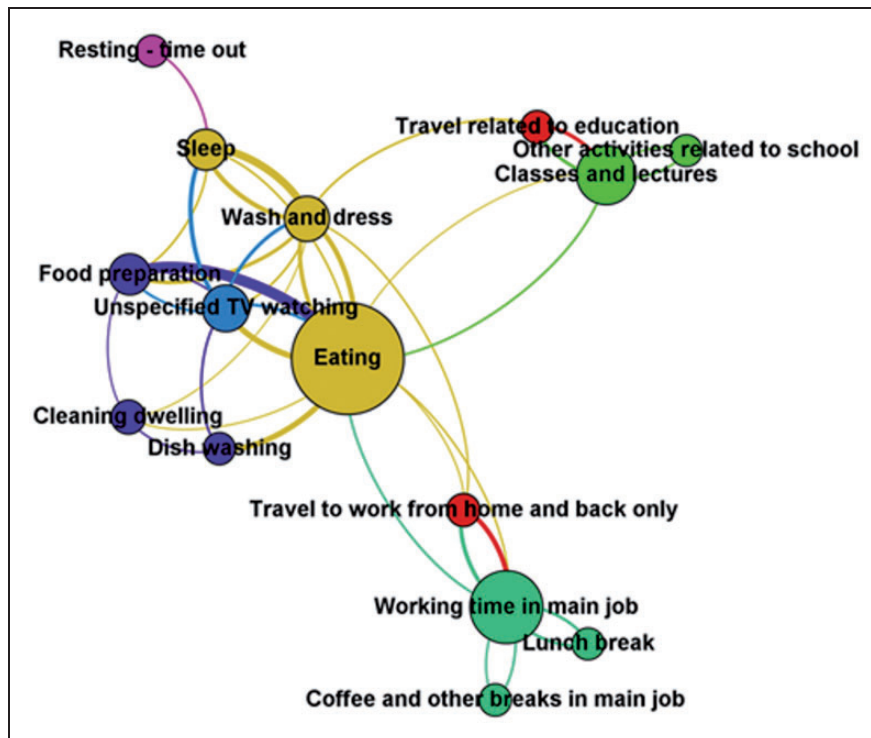 Resting - time out
Travel related to education
Sleep
Other activities related to school
Classes and lectures
Wash and dress
Food preparation
Unspecified TV watching
Eating
Cleaning dwelling
Dish washing
Travel to work from home and back only
Working time in main job
Lunch break
Coffee and other breaks in main job